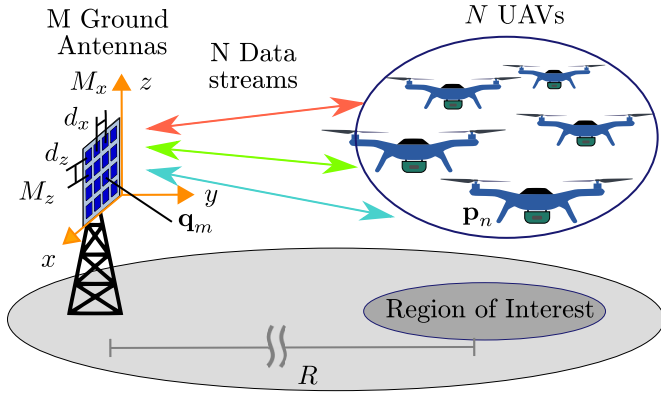 M Ground
Antennas
N Data
streams
N UAVs
M_x
z
d_x
d_z
M_z
y
q_m
x
p_n
Region of Interest
R